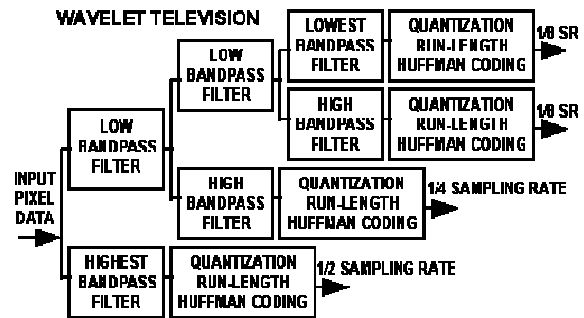 WAVELET TELEVISION
LOWEST
BANDPASS
FILTER
QUANTIZATION
RUN-LENGTH
HUFFMAN CODING
1/8 SR
LOW
BANDPASS
FILTER
HIGH
BANDPASS
FILTER
QUANTIZATION
RUN-LENGTH
HUFFMAN CODING
1/8 SR
LOW
BANDPASS
FILTER
INPUT
PIXEL
DATA
HIGH
BANDPASS
FILTER
QUANTIZATION
RUN-LENGTH
HUFFMAN CODING
1/4 SAMPLING RATE
HIGHEST
BANDPASS
FILTER
QUANTIZATION
RUN-LENGTH
HUFFMAN CODING
1/2 SAMPLING RATE